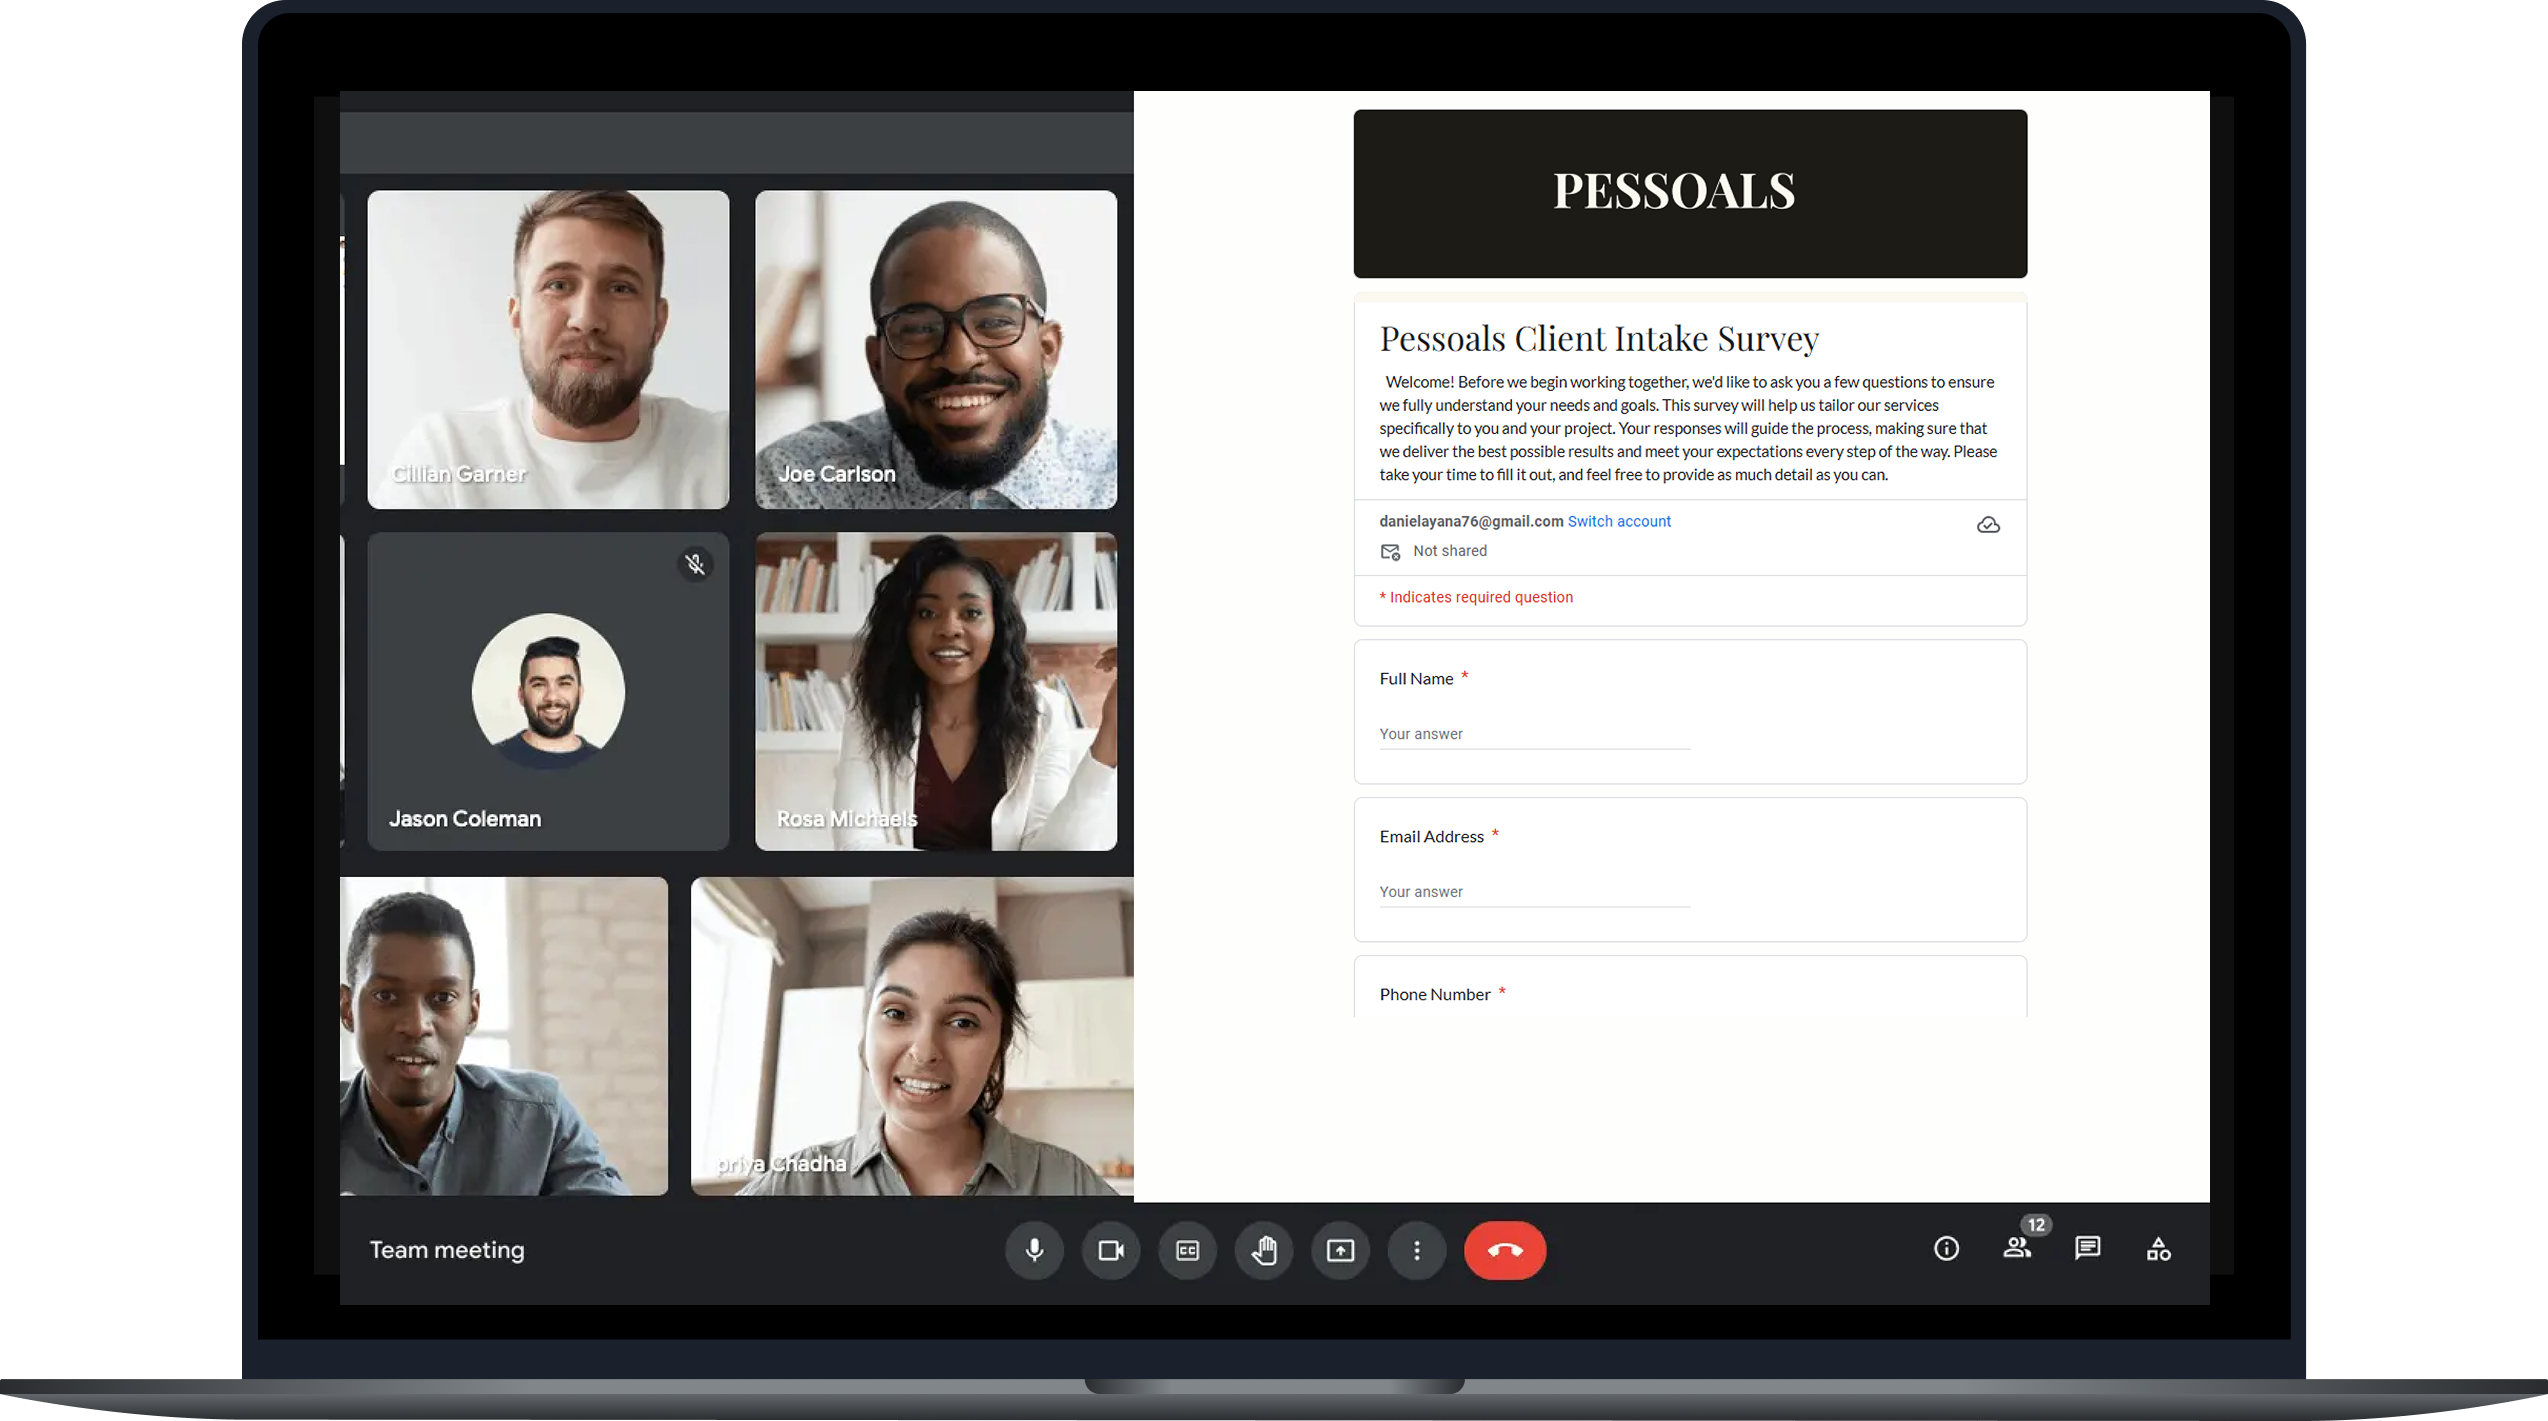 Cillian Garner
Joe Carlson
Jason Coleman
Rosa Michaels
priya Chadha
PESSOALS
Pessoals Client Intake Survey
Welcome! Before we begin working together, we'd like to ask you a few questions to ensure
we fully understand your needs and goals. This survey will help us tailor our services
specifically to you and your project. Your responses will guide the process, making sure that
we deliver the best possible results and meet your expectations every step of the way. Please
take your time to fill it out, and feel free to provide as much detail as you can.
danielayana76@gmail.com Switch account
Not shared
* Indicates required question
Full Name *
Your answer
Email Address *
Your answer
Phone Number *
Team meeting
CC
12